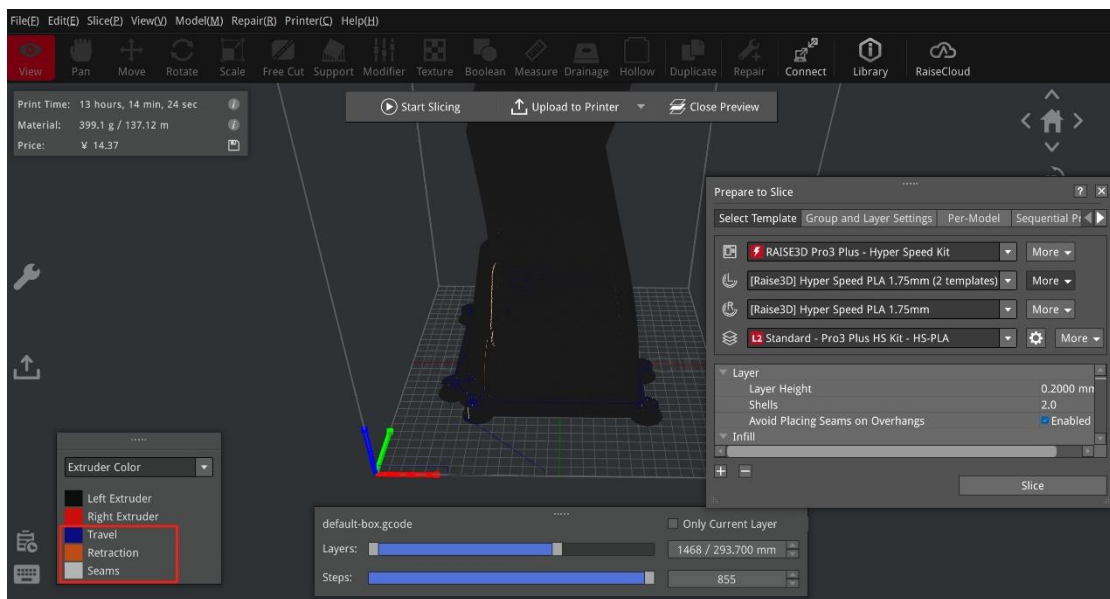 File(F) Edit(E) Slice(P) View(V) Model(M) Repair(R) Printer(C) Help(H)
View Pan Move Rotate Scale Free Cut Support Modifier Texture Boolean Measure Drainage Hollow Duplicate Repair Connect Library RaiseCloud
Print Time: 13 hours, 14 min, 24 sec
Material: 399.1 g / 137.12 m
Price: ¥ 14.37
Start Slicing Upload to Printer Close Preview
Prepare to Slice
Select Template Group and Layer Settings Per-Model Sequential Pr
RAISE3D Pro3 Plus - Hyper Speed Kit More
L [Raise3D] Hyper Speed PLA 1.75mm (2 templates) More
R [Raise3D] Hyper Speed PLA 1.75mm More
L2 Standard - Pro3 Plus HS Kit - HS-PLA More
Layer
Layer Height 0.2000 mm
Shells 2.0
Avoid Placing Seams on Overhangs Enabled
Infill
Slice
Extruder Color
Left Extruder
Right Extruder
Travel
Retraction
Seams
default-box.gcode Only Current Layer
Layers: 1468 / 293.700 mm
Steps: 855